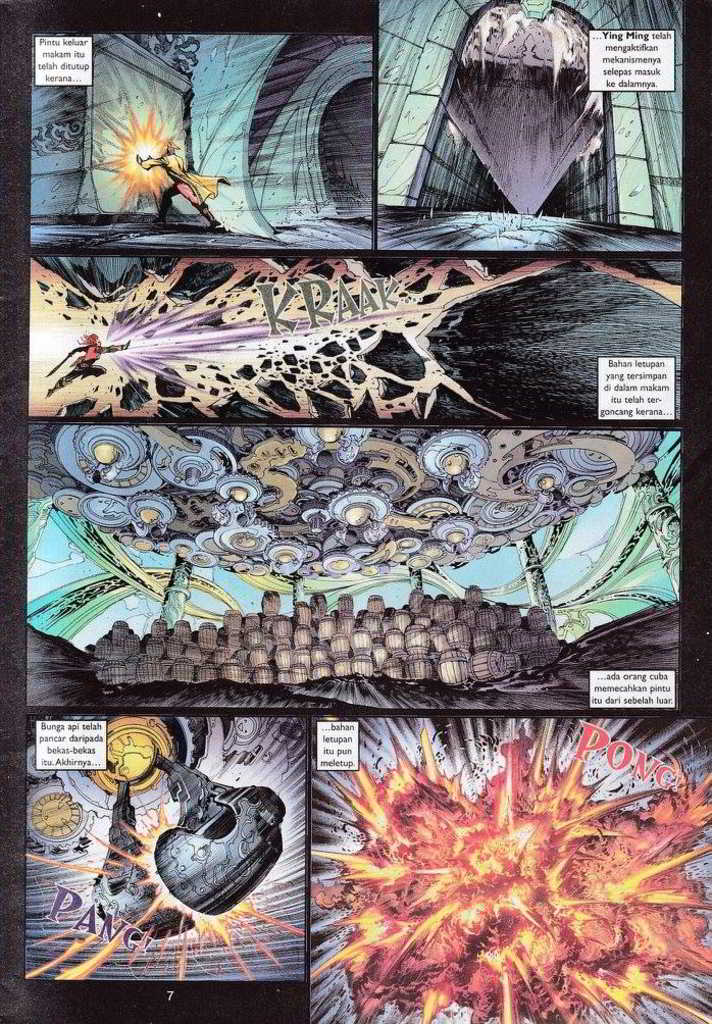 Pintu keluar
makam itu
telah ditutup
kerana...
...Ying Ming telah
mengaktifkan
mekanismenya
selepas masuk
ke dalamnya.
KRAAK
Bahan letupan
yang tersimpan
di dalam makam
itu telah ter-
goncang kerana...
...ada orang cuba
memecahkan pintu
itu dari sebelah luar.
Bunga api telah
pancar daripada
bekas-bekas
itu. Akhirnya...
PANG!
...bahan
letupan
itu pun
meletup.
PONG!
7